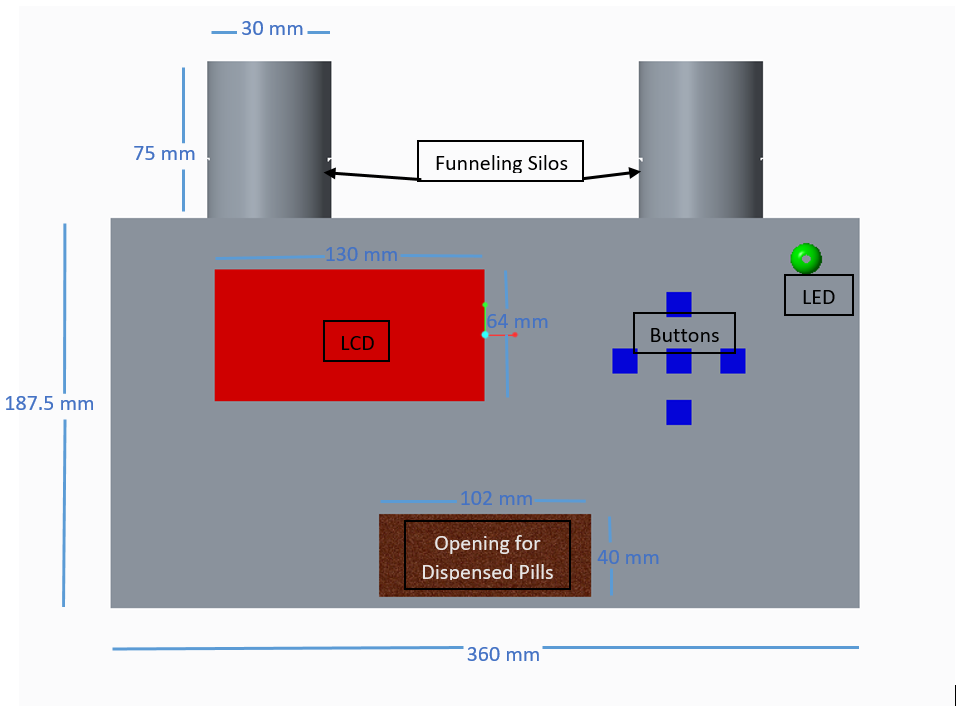 30 mm
75 mm
Funneling Silos
130 mm
LED
64 mm
Buttons
LCD
187.5 mm
102 mm
Opening for
Dispensed Pills
40 mm
360 mm